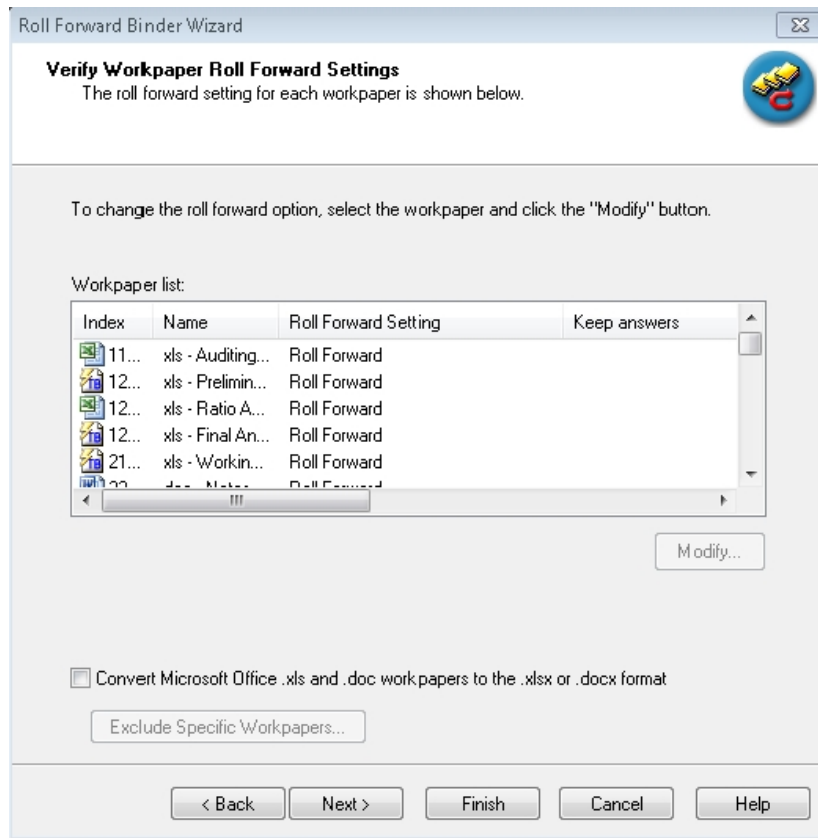 Roll Forward Binder Wizard
Verify Workpaper Roll Forward Settings
The roll forward setting for each workpaper is shown below.
To change the roll forward option, select the workpaper and click the "Modify" button.
Workpaper list:
Index Name Roll Forward Setting Keep answers
11... xls - Auditing... Roll Forward
12... xls - Prelimin... Roll Forward
12... xls - Ratio A... Roll Forward
12... xls - Final An... Roll Forward
21... xls - Workin... Roll Forward
Modify...
Convert Microsoft Office .xls and .doc workpapers to the .xlsx or .docx format
Exclude Specific Workpapers...
< Back Next > Finish Cancel Help